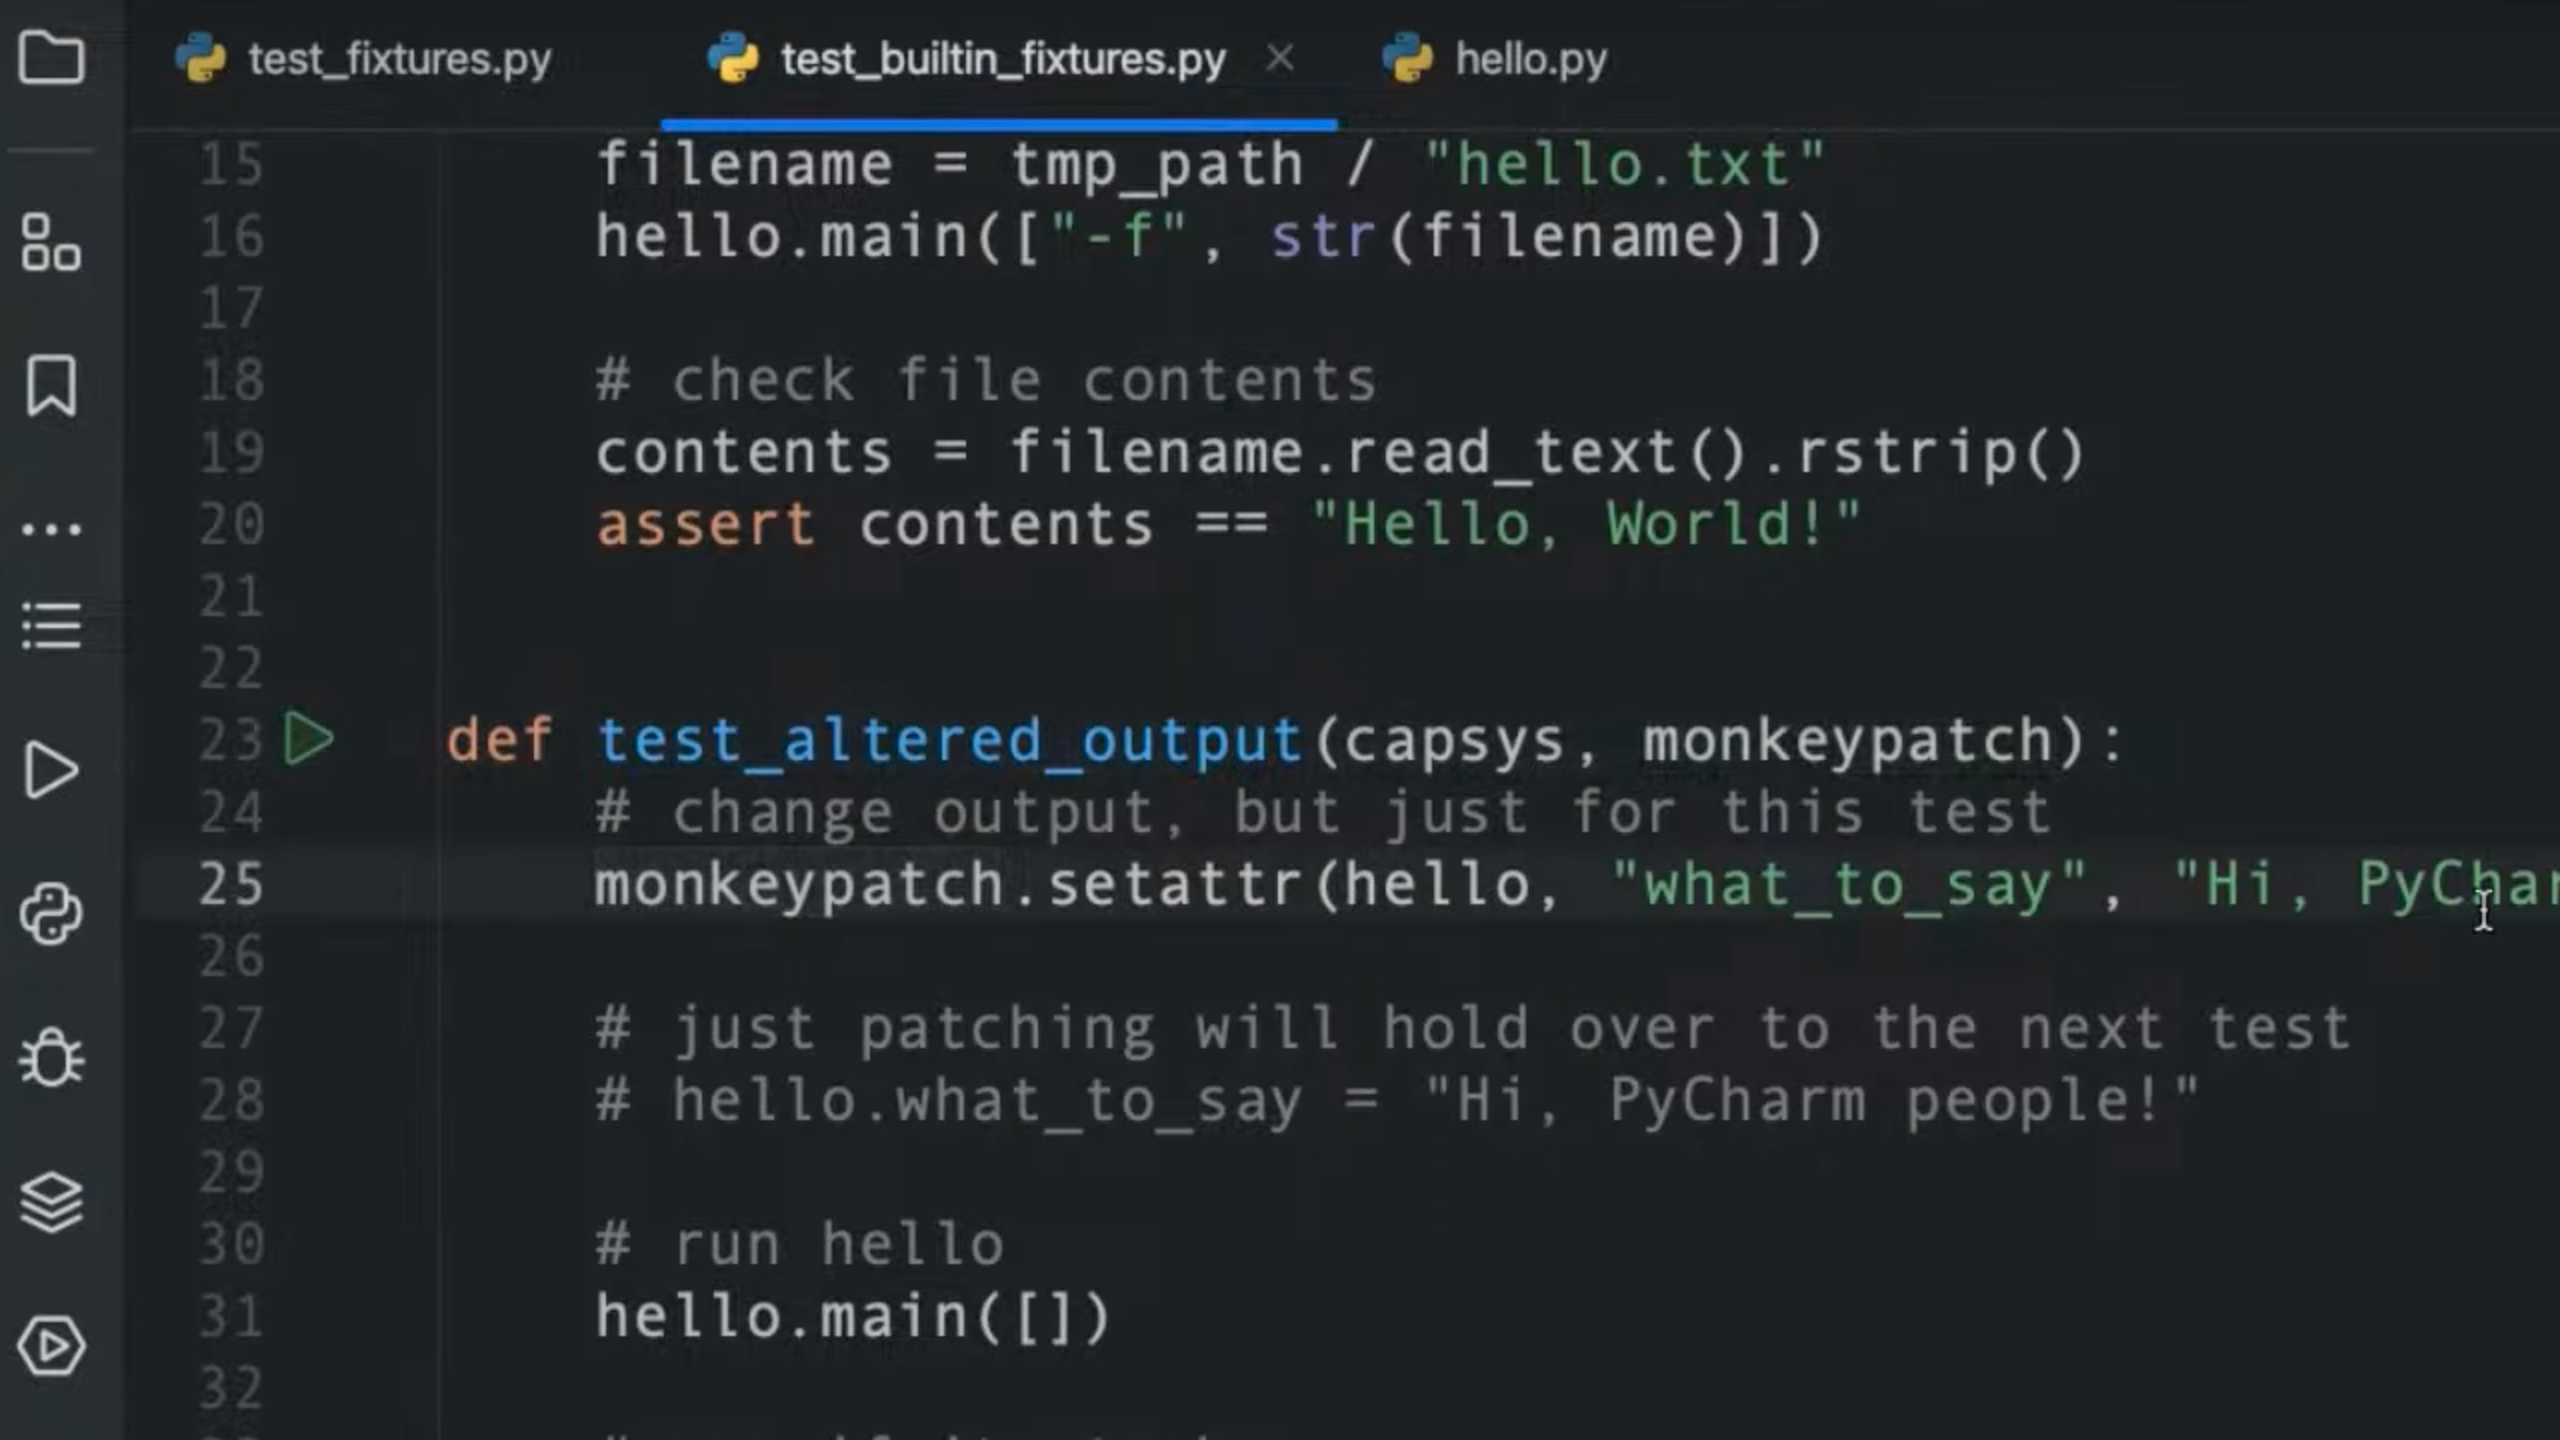 test_fixtures.py
test_builtin_fixtures.py
hello.py
15 filename = tmp_path / "hello.txt"
16 hello.main(["-f", str(filename)])
17
18 # check file contents
19 contents = filename.read_text().rstrip()
20 assert contents == "Hello, World!"
21
22
23 def test_altered_output(capsys, monkeypatch):
24 # change output, but just for this test
25 monkeypatch.setattr(hello, "what_to_say", "Hi, PyChar
26
27 # just patching will hold over to the next test
28 # hello.what_to_say = "Hi, PyCharm people!"
29
30 # run hello
31 hello.main([])
32